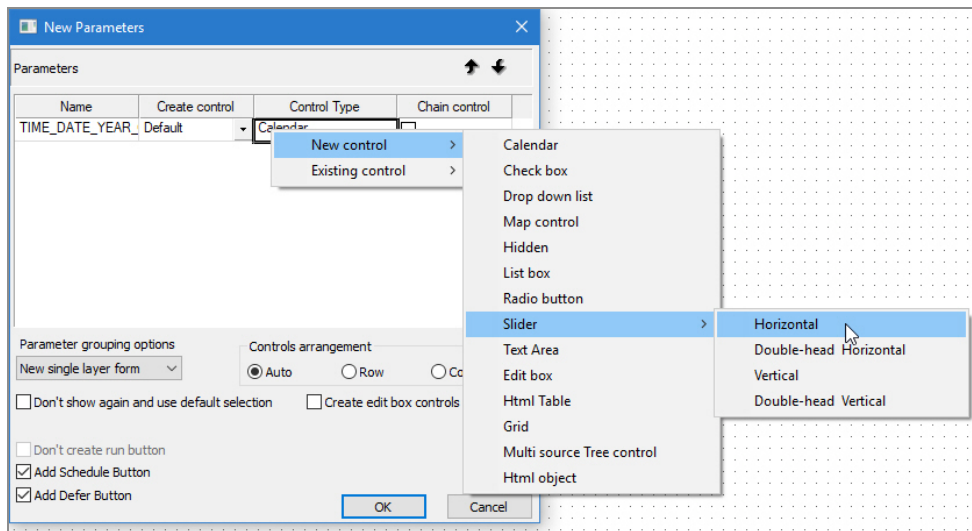 New Parameters
Parameters
Name Create control Control Type Chain control
TIME_DATE_YEAR_ Default Calendar
New control
Existing control
Calendar
Check box
Drop down list
Map control
Hidden
List box
Radio button
Slider
Text Area
Edit box
Html Table
Grid
Multi source Tree control
Html object
Horizontal
Double-head Horizontal
Vertical
Double-head Vertical
Parameter grouping options
New single layer form
Controls arrangement
Auto Row Co
Don't show again and use default selection Create edit box controls
Don't create run button
Add Schedule Button
Add Defer Button
OK Cancel